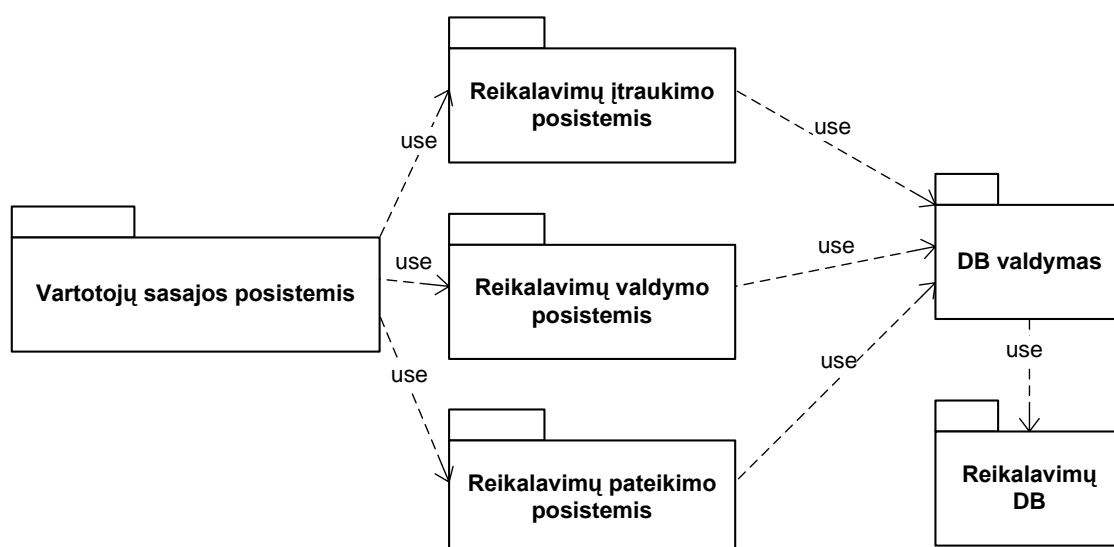 Reikalavimų įtraukimo
posistemis
use
use
Vartotojų sasajos posistemis
use
Reikalavimų valdymo
posistemis
use
DB valdymas
use
use
use
Reikalavimų pateikimo
posistemis
Reikalavimų
DB